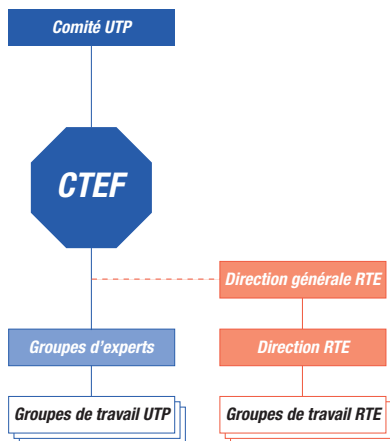 Comité UTP
CTEF
Direction générale RTE
Groupes d'experts
Direction RTE
Groupes de travail UTP
Groupes de travail RTE